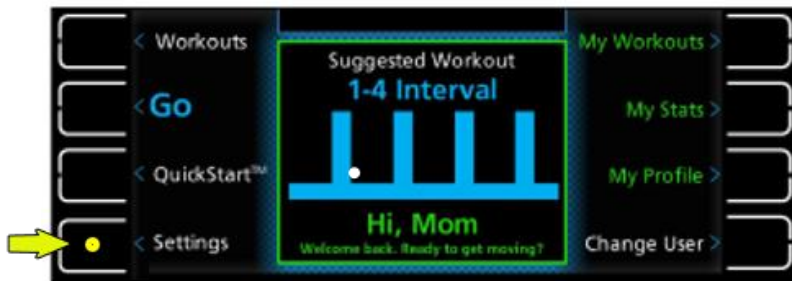 < Workouts
<Go
< QuickStart™
< Settings
Suggested Workout
1-4 Interval
Hi, Mom
Welcome back. Ready to get moving?
My Workouts >
My Stats >
My Profile >
Change User >